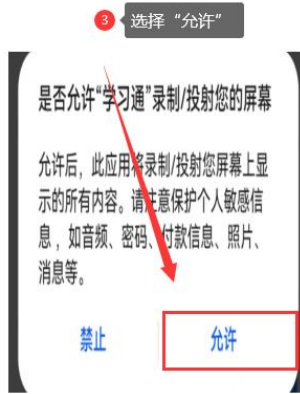 3 选择“允许”
是否允许“学习通”录制/投射您的屏幕
允许后，此应用将录制/投射您屏幕上显
示的所有内容。请注意保护个人敏感信
息，如音频、密码、付款信息、照片、
消息等。
禁止 允许